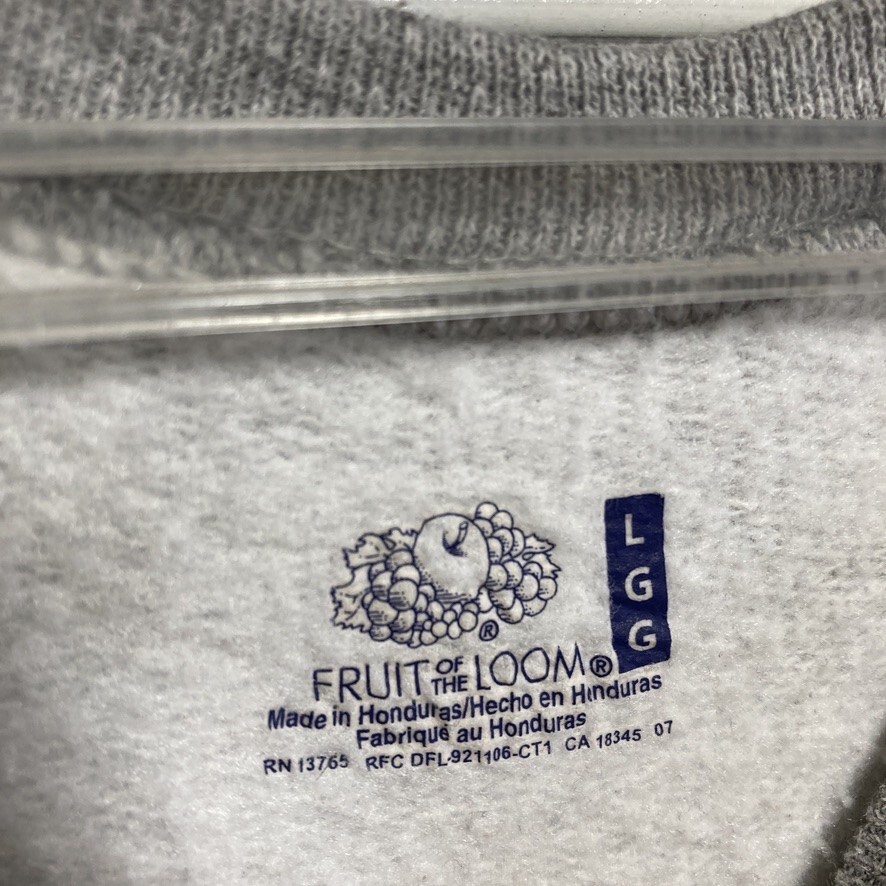 L
G
G
®
FRUIT OF THE LOOM®
Made in Honduras/Hecho en Honduras
Fabriqué au Honduras
RN 13765 RFC DFL-921106-CT1 CA 18345 07